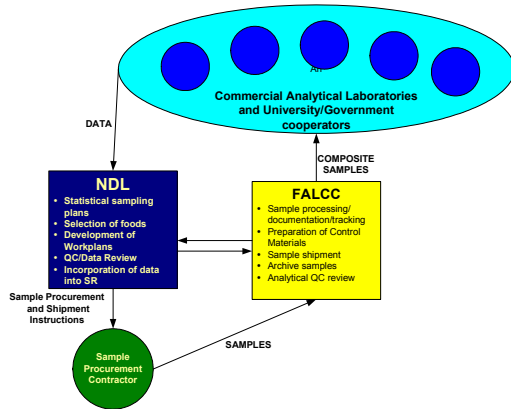 An
Commercial Analytical Laboratories
and University/Government
cooperators
DATA
COMPOSITE
SAMPLES
NDL
• Statistical sampling
plans
• Selection of foods
• Development of
Workplans
• QC/Data Review
• Incorporation of data
into SR
FALCC
• Sample processing/
documentation/tracking
• Preparation of Control
Materials
• Sample shipment
• Archive samples
• Analytical QC review
Sample Procurement
and Shipment
Instructions
Sample
Procurement
Contractor
SAMPLES